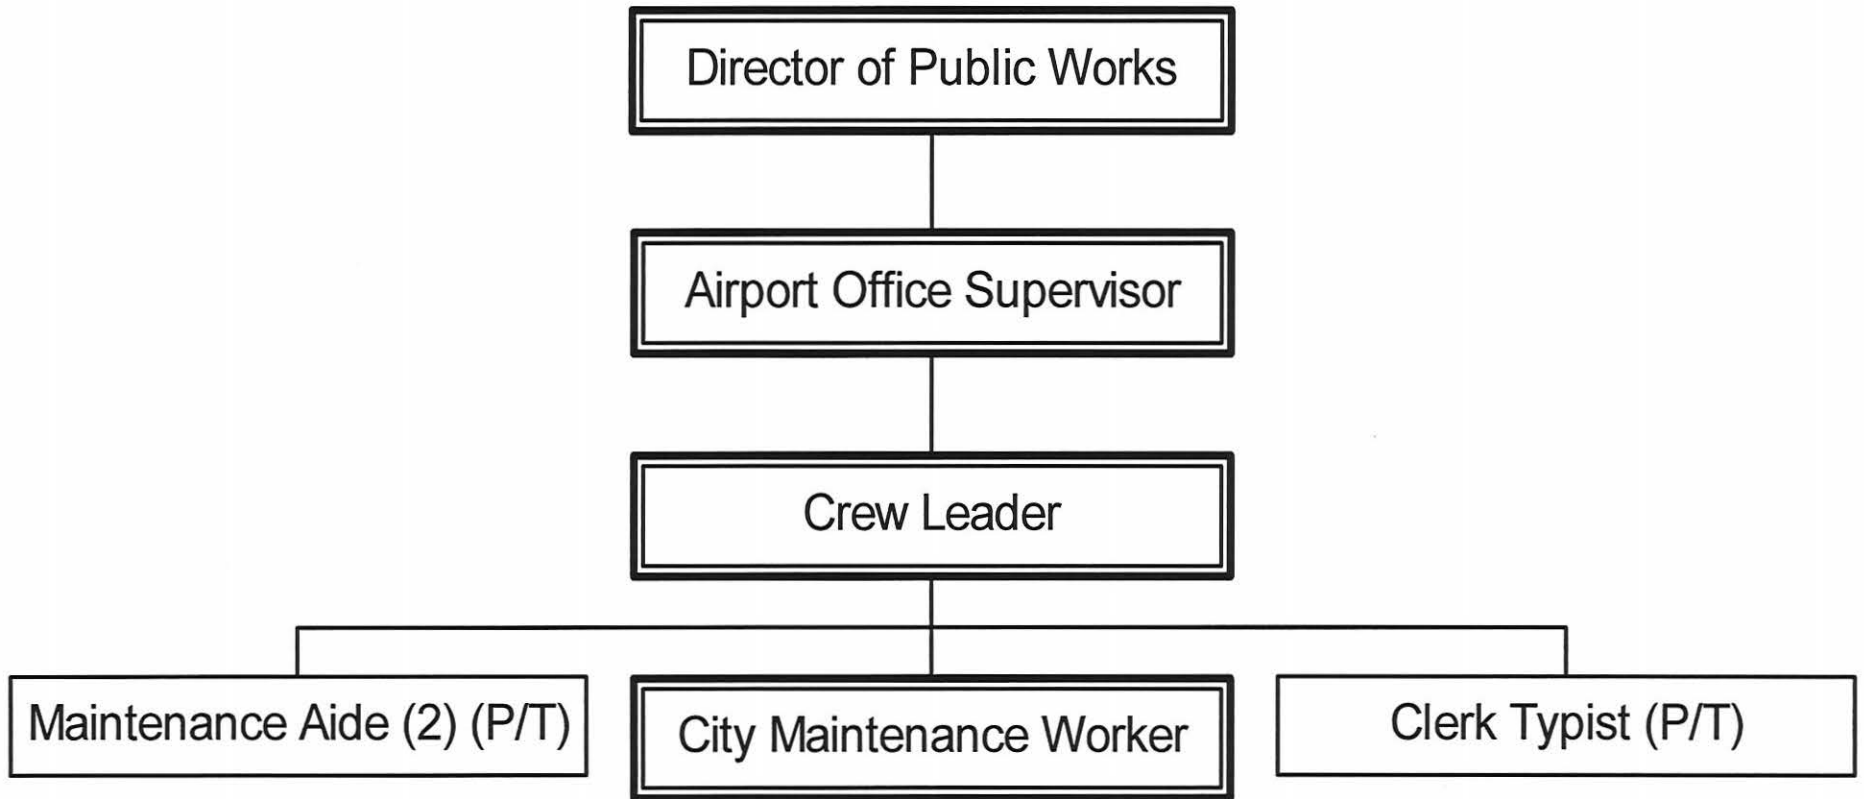 Director of Public Works
Airport Office Supervisor
Crew Leader
Maintenance Aide (2) (P/T)
City Maintenance Worker
Clerk Typist (P/T)